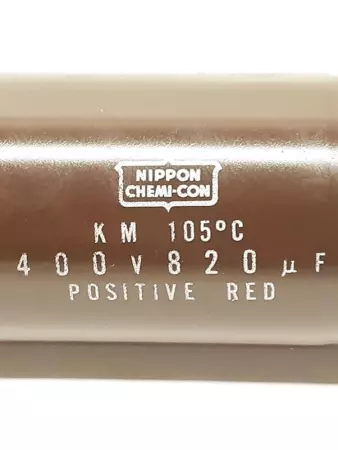 NIPPON
CHEMI-CON
KM 105°C
400V820µF
POSITIVE RED